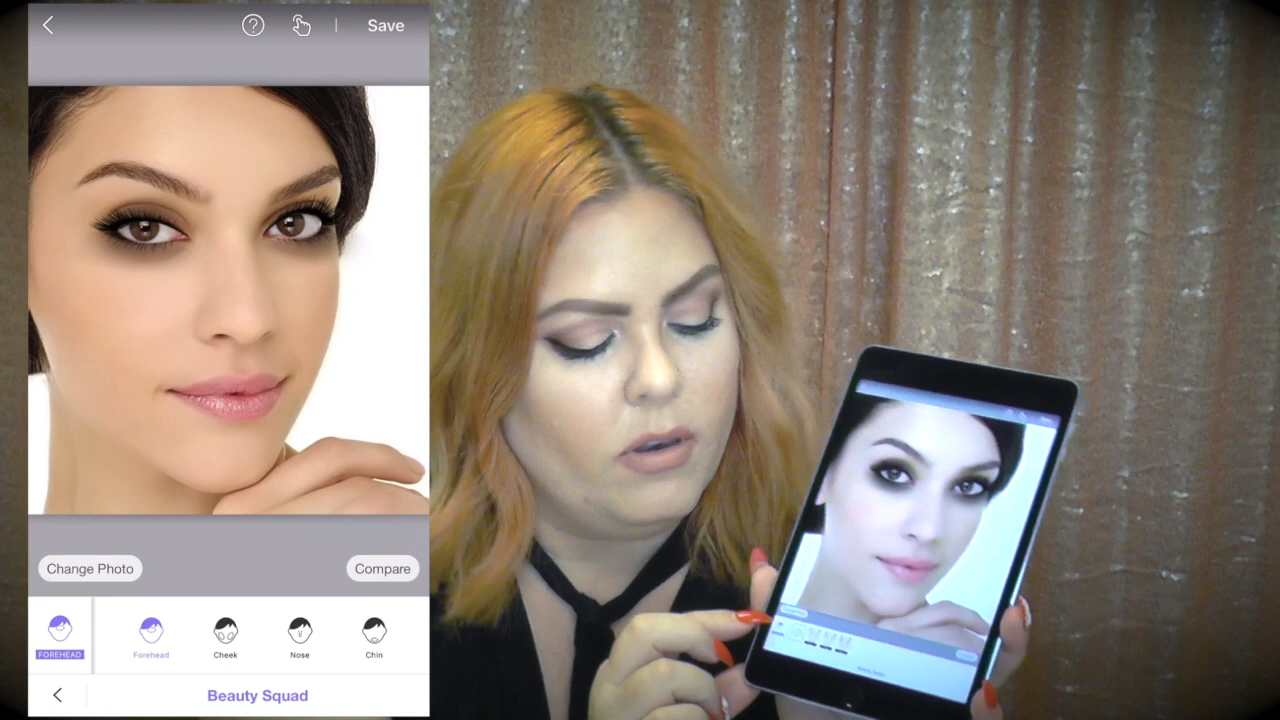 Save
Change Photo
Compare
FOREHEAD
Forehead
Cheek
Nose
Chin
Beauty Squad